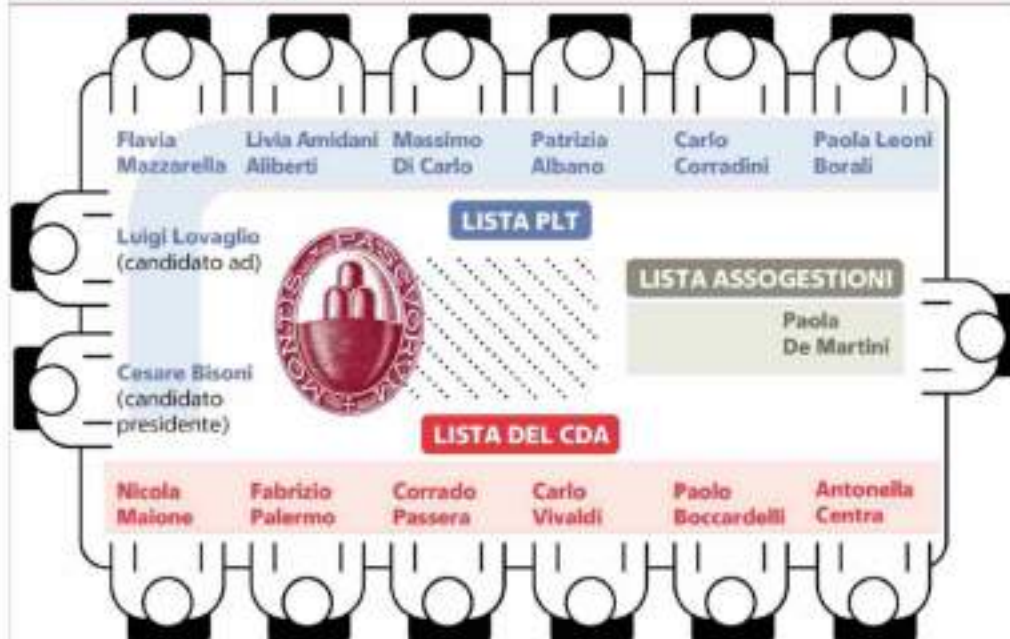 Flavia
Mazzarella
Livia Amidani
Aliberti
Massimo
Di Carlo
Patrizia
Albano
Carlo
Corradini
Paola Leoni
Borali
LISTA PLT
Luigi Lovaglio
(candidato ad)
MONTIS PASCUORUM
LISTA ASSOGESTIONI
Paola
De Martini
Cesare Bisoni
(candidato
presidente)
LISTA DEL CDA
Nicola
Maione
Fabrizio
Palermo
Corrado
Passera
Carlo
Vivaldi
Paolo
Boccardelli
Antonella
Centra